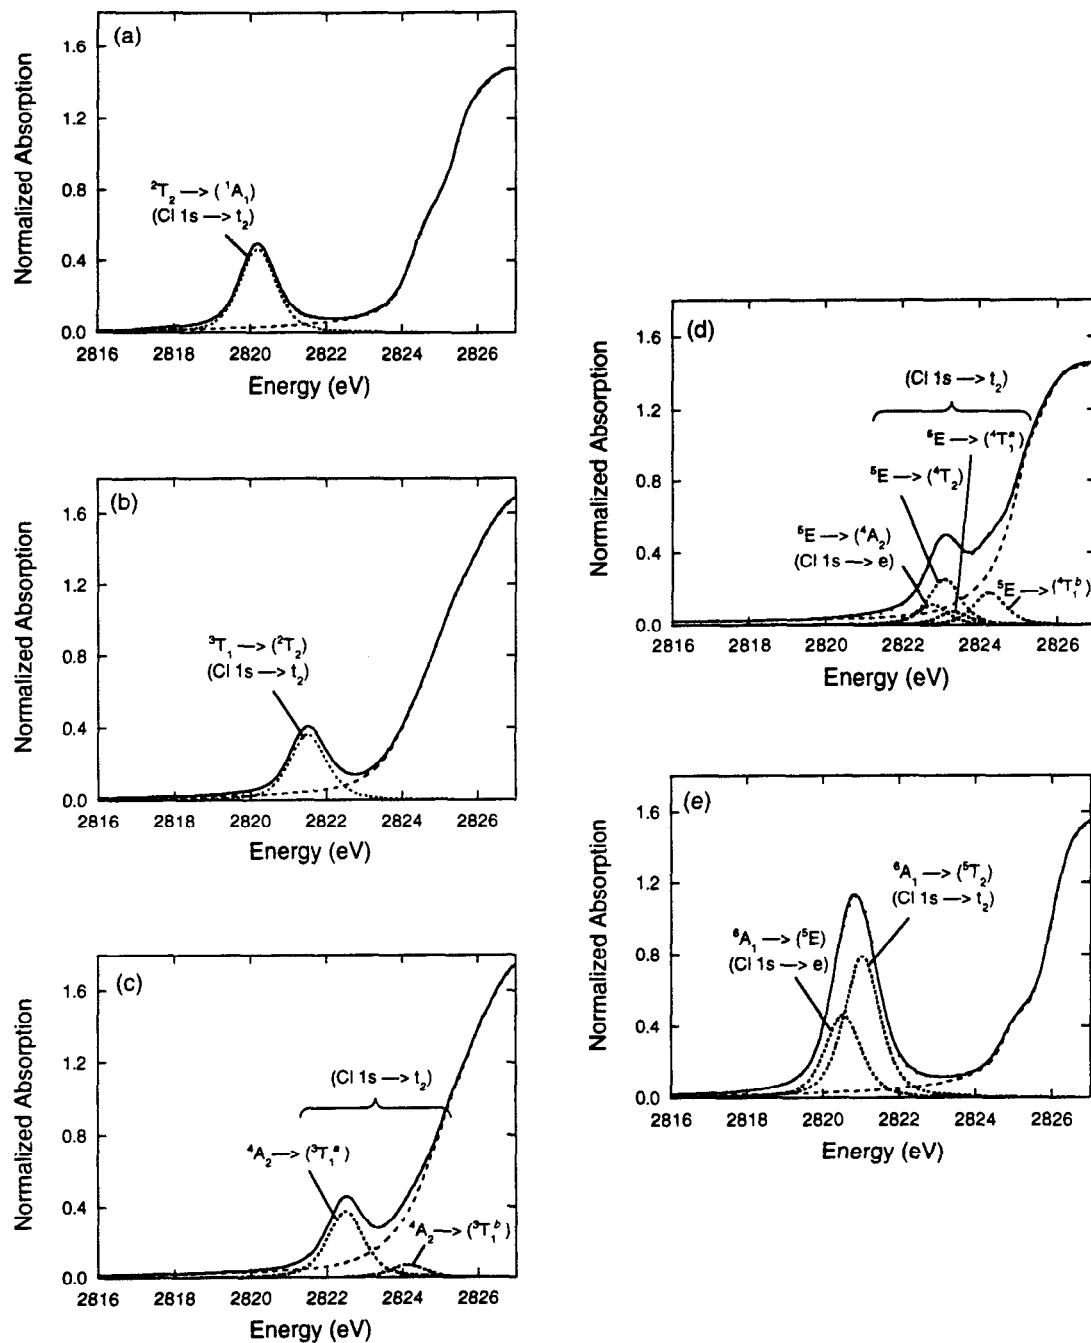 (a)
Normalized Absorption
1.6
1.2
0.8
0.4
0.0
²T₂ → (¹A₁)
(Cl 1s → t₂)
2816 2818 2820 2822 2824 2826
Energy (eV)
(b)
Normalized Absorption
1.6
1.2
0.8
0.4
0.0
³T₁ → (²T₂)
(Cl 1s → t₂)
2816 2818 2820 2822 2824 2826
Energy (eV)
(c)
Normalized Absorption
1.6
1.2
0.8
0.4
0.0
(Cl 1s → t₂)
⁴A₂ → (³T₁ᵃ)
⁴A₂ → (³T₁ᵇ)
2816 2818 2820 2822 2824 2826
Energy (eV)
(d)
Normalized Absorption
1.6
1.2
0.8
0.4
0.0
(Cl 1s → t₂)
⁵E → (⁴T₁ᵃ)
⁵E → (⁴T₂)
⁵E → (⁴A₂)
(Cl 1s → e)
⁵E → (⁴T₁ᵇ)
2816 2818 2820 2822 2824 2826
Energy (eV)
(e)
Normalized Absorption
1.6
1.2
0.8
0.4
0.0
⁶A₁ → (⁵T₂)
(Cl 1s → t₂)
⁶A₁ → (⁵E)
(Cl 1s → e)
2816 2818 2820 2822 2824 2826
Energy (eV)